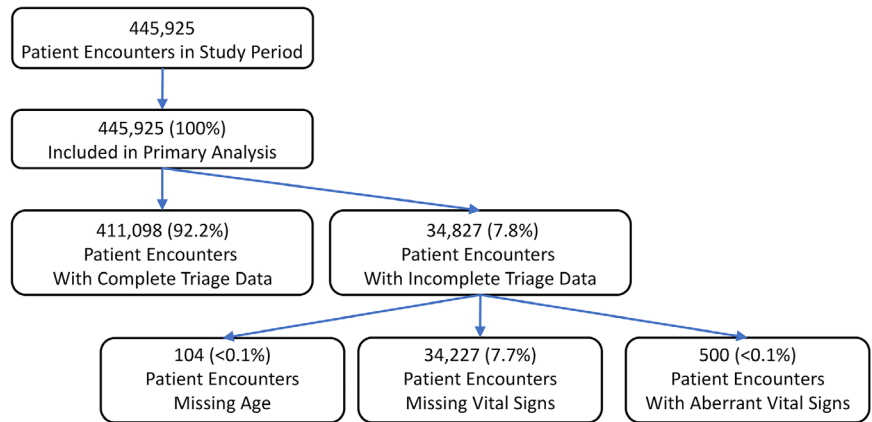 445,925
Patient Encounters in Study Period
445,925 (100%)
Included in Primary Analysis
411,098 (92.2%)
Patient Encounters
With Complete Triage Data
34,827 (7.8%)
Patient Encounters
With Incomplete Triage Data
104 (<0.1%)
Patient Encounters
Missing Age
34,227 (7.7%)
Patient Encounters
Missing Vital Signs
500 (<0.1%)
Patient Encounters
With Aberrant Vital Signs